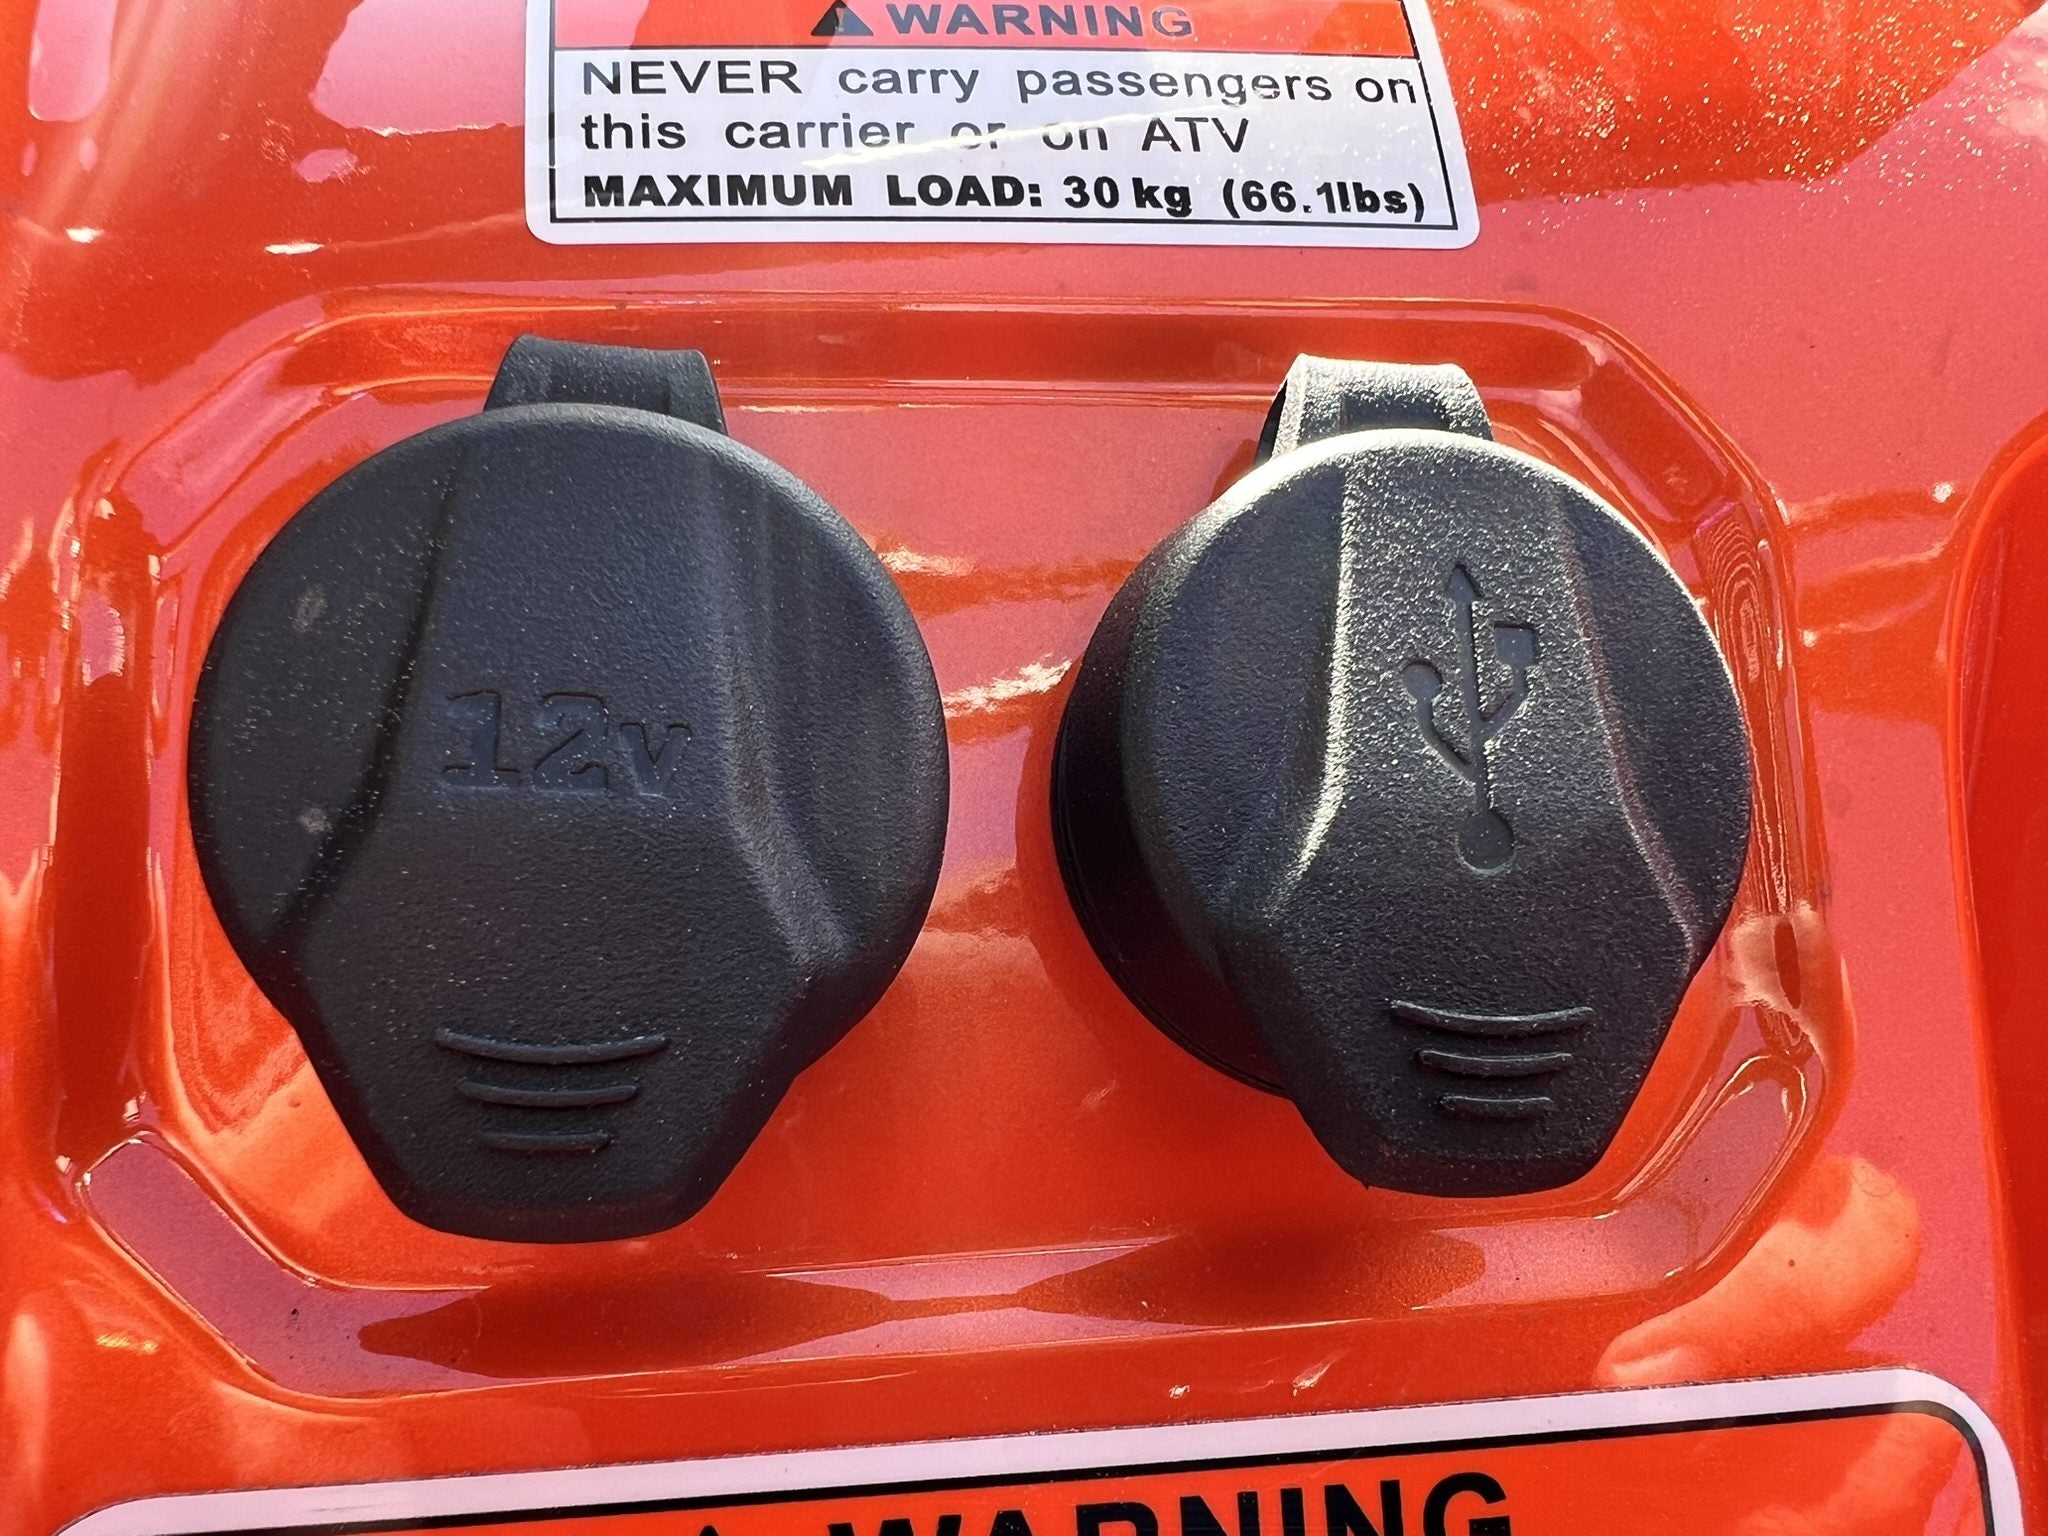 WARNING
NEVER carry passengers on
this carrier or on ATV
MAXIMUM LOAD: 30 kg (66.1lbs)
12v
WARNING